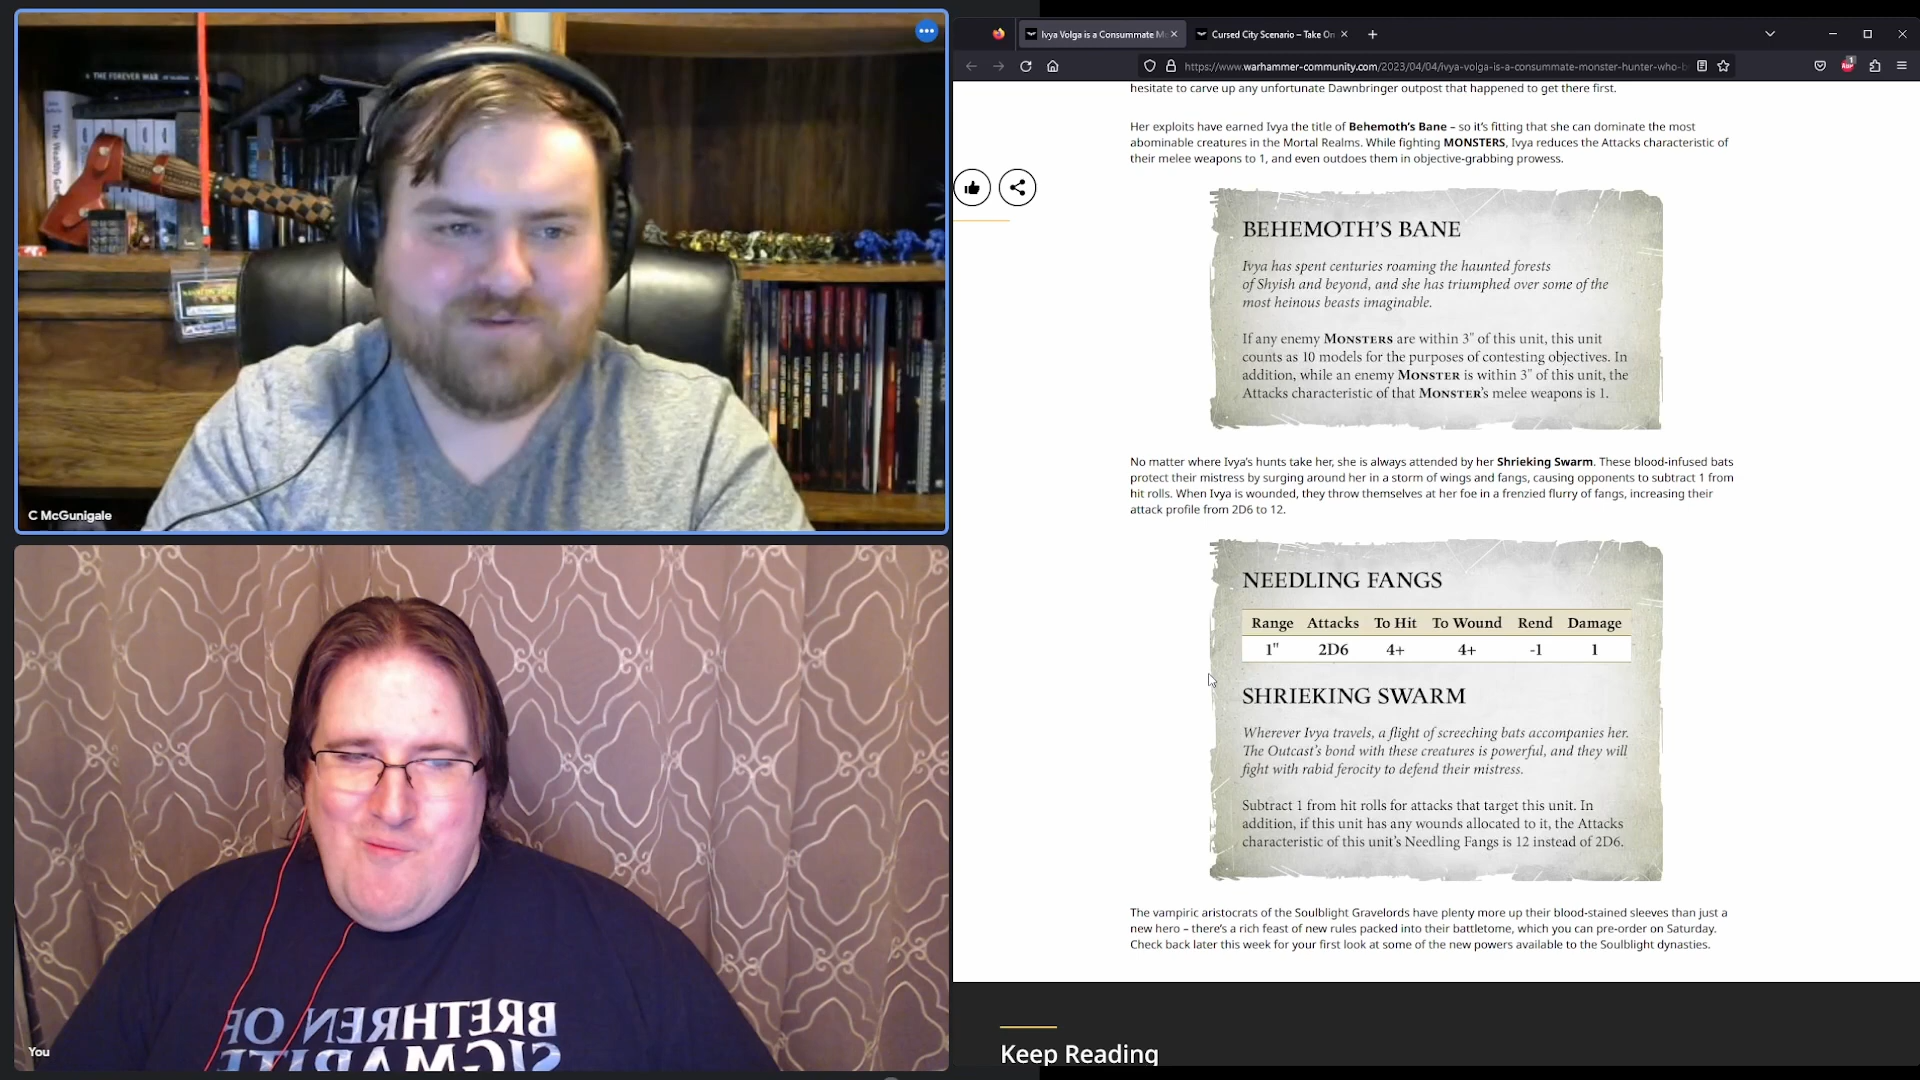 THE FOREVER WAR
C McGunigale
BRETHREN OF
SIGMARITE
You
Ivya Volga is a Consummate M
Cursed City Scenario – Take On
https://www.warhammer-community.com/2023/04/04/ivya-volga-is-a-consummate-monster-hunter-who-
hesitate to carve up any unfortunate Dawnbringer outpost that happened to get there first.
Her exploits have earned Ivya the title of Behemoth's Bane – so it's fitting that she can dominate the most
abominable creatures in the Mortal Realms. While fighting MONSTERS, Ivya reduces the Attacks characteristic of
their melee weapons to 1, and even outdoes them in objective-grabbing prowess.
BEHEMOTH'S BANE
Ivya has spent centuries roaming the haunted forests
of Shyish and beyond, and she has triumphed over some of the
most heinous beasts imaginable.
If any enemy MONSTERS are within 3" of this unit, this unit
counts as 10 models for the purposes of contesting objectives. In
addition, while an enemy MONSTER is within 3" of this unit, the
Attacks characteristic of that MONSTER's melee weapons is 1.
No matter where Ivya's hunts take her, she is always attended by her Shrieking Swarm. These blood-infused bats
protect their mistress by surging around her in a storm of wings and fangs, causing opponents to subtract 1 from
hit rolls. When Ivya is wounded, they throw themselves at her foe in a frenzied flurry of fangs, increasing their
attack profile from 2D6 to 12.
NEEDLING FANGS
Range Attacks To Hit To Wound Rend Damage
1" 2D6 4+ 4+ -1 1
SHRIEKING SWARM
Wherever Ivya travels, a flight of screeching bats accompanies her.
The Outcast's bond with these creatures is powerful, and they will
fight with rabid ferocity to defend their mistress.
Subtract 1 from hit rolls for attacks that target this unit. In
addition, if this unit has any wounds allocated to it, the Attacks
characteristic of this unit's Needling Fangs is 12 instead of 2D6.
The vampiric aristocrats of the Soulblight Gravelords have plenty more up their blood-stained sleeves than just a
new hero – there's a rich feast of new rules packed into their battletome, which you can pre-order on Saturday.
Check back later this week for your first look at some of the new powers available to the Soulblight dynasties.
Keep Reading